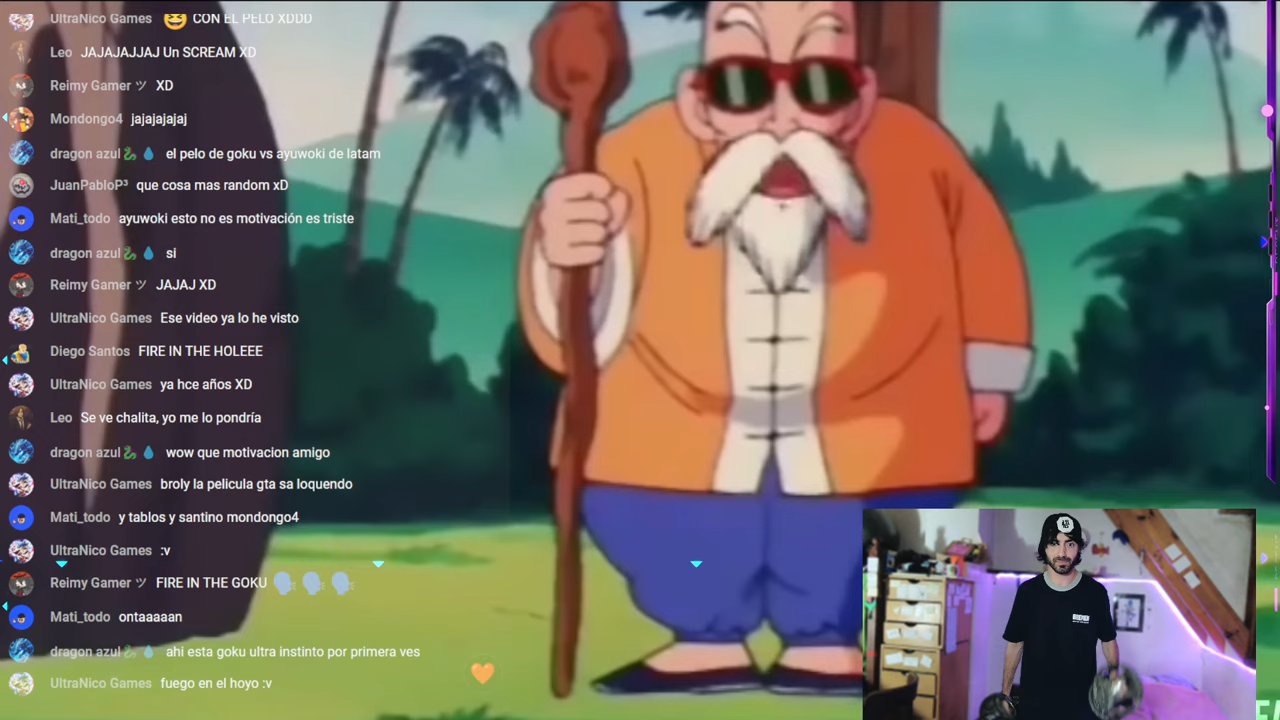 UltraNico Games 😆 CON EL PELO XDDD
Leo JAJAJAJJAJ Un SCREAM XD
Reimy Gamer ツ XD
Mondongo4 jajajajajaj
dragon azul🐉💧 el pelo de goku vs ayuwoki de latam
JuanPabloP³ que cosa mas random xD
Mati_todo ayuwoki esto no es motivación es triste
dragon azul🐉💧 si
Reimy Gamer ツ JAJAJ XD
UltraNico Games Ese video ya lo he visto
Diego Santos FIRE IN THE HOLEEE
UltraNico Games ya hce años XD
Leo Se ve chalita, yo me lo pondría
dragon azul🐉💧 wow que motivacion amigo
UltraNico Games broly la pelicula gta sa loquendo
Mati_todo y tablos y santino mondongo4
UltraNico Games :v
Reimy Gamer ツ FIRE IN THE GOKU 🗣️ 🗣️ 🗣️
Mati_todo ontaaaaan
dragon azul🐉💧 ahi esta goku ultra instinto por primera ves
UltraNico Games fuego en el hoyo :v